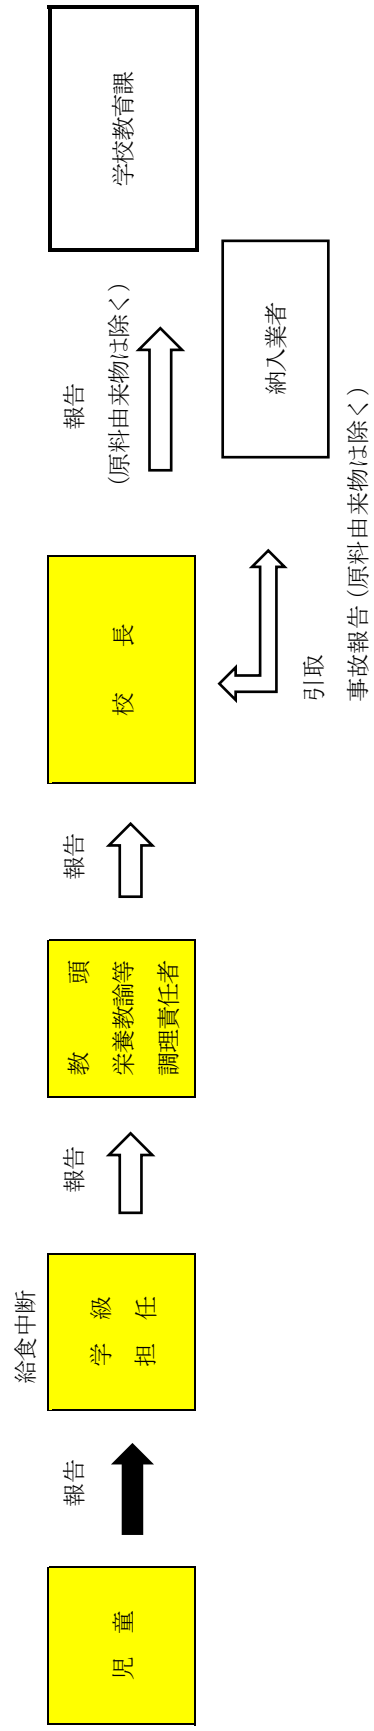 児　童
報告
給食中断
学　級
担　任
報告
教　　頭
栄養教諭等
調理責任者
報告
校　長
報告
(原料由来物は除く)
学校教育課
引取
事故報告(原料由来物は除く)
納入業者